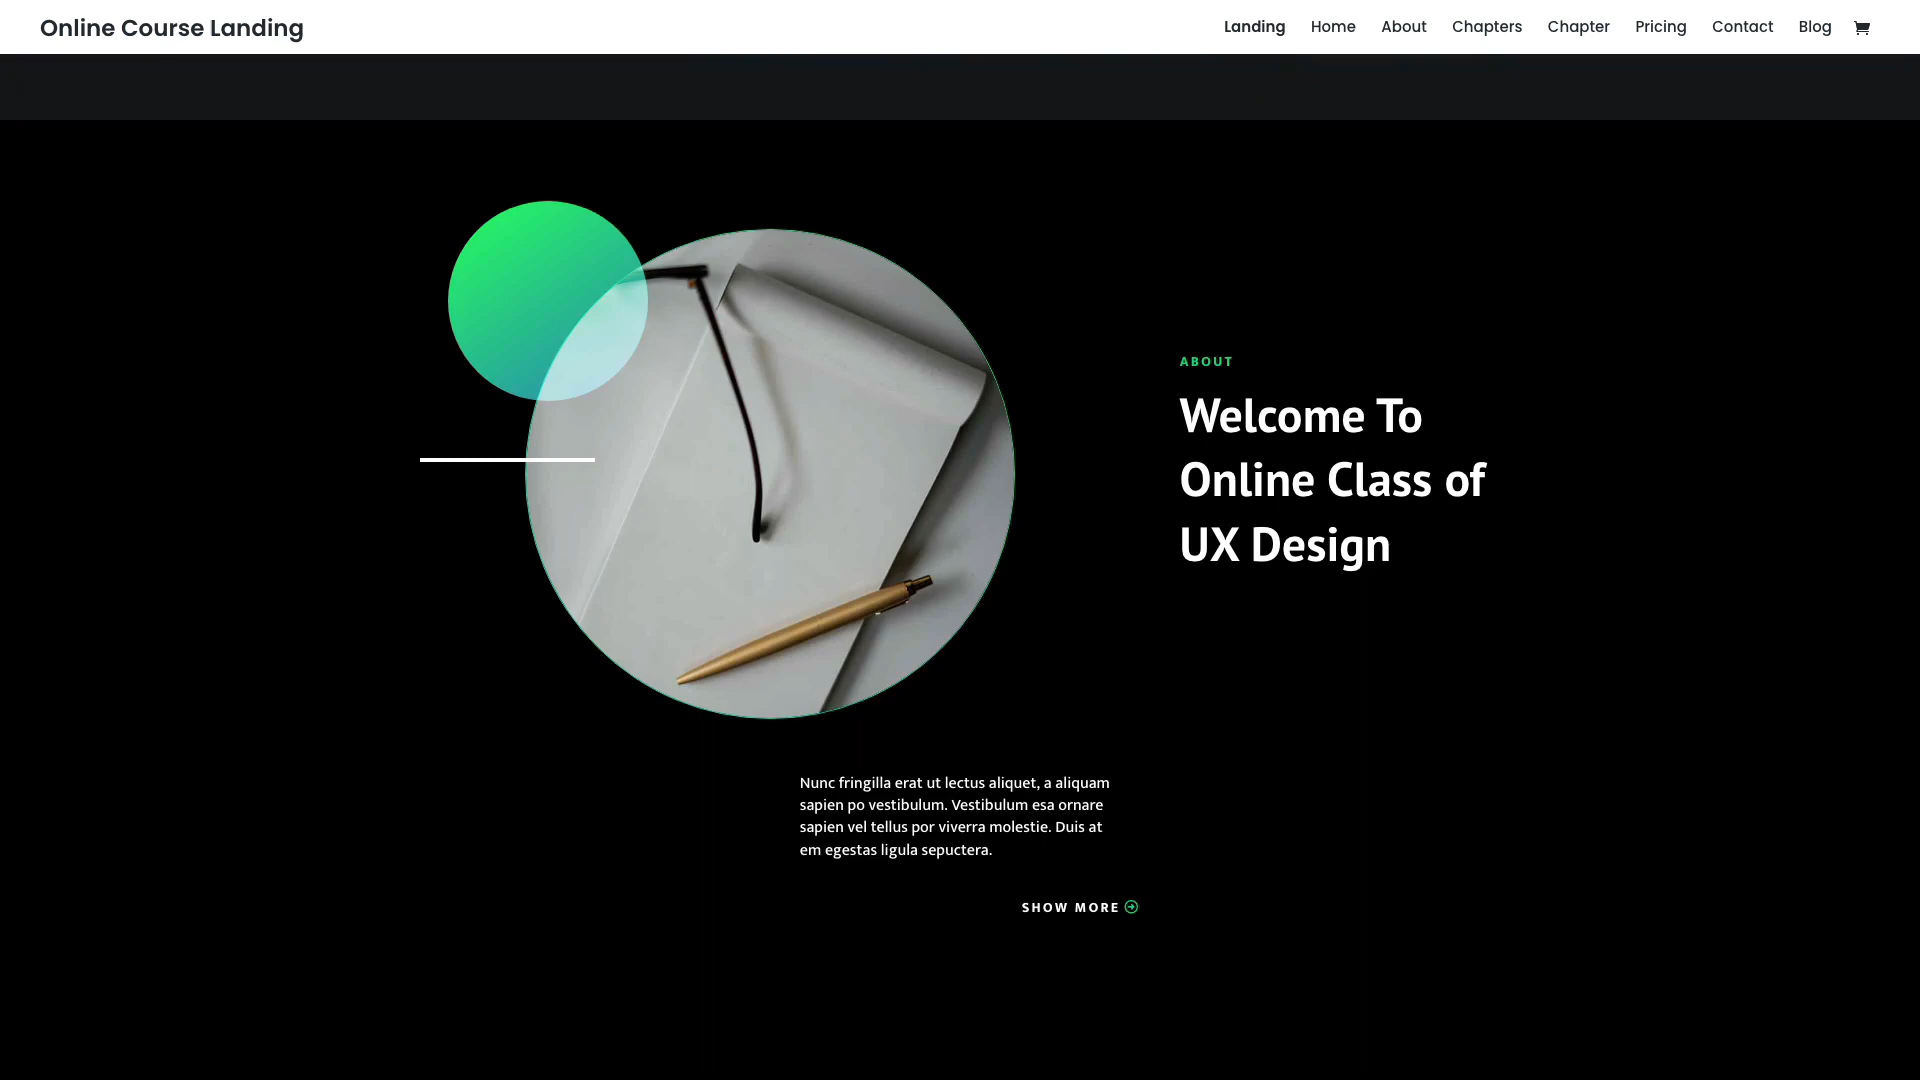 Online Course Landing
Landing Home About Chapters Chapter Pricing Contact Blog
ABOUT
Welcome To
Online Class of
UX Design
Nunc fringilla erat ut lectus aliquet, a aliquam
sapien po vestibulum. Vestibulum esa ornare
sapien vel tellus por viverra molestie. Duis at
em egestas ligula sepuctera.
SHOW MORE